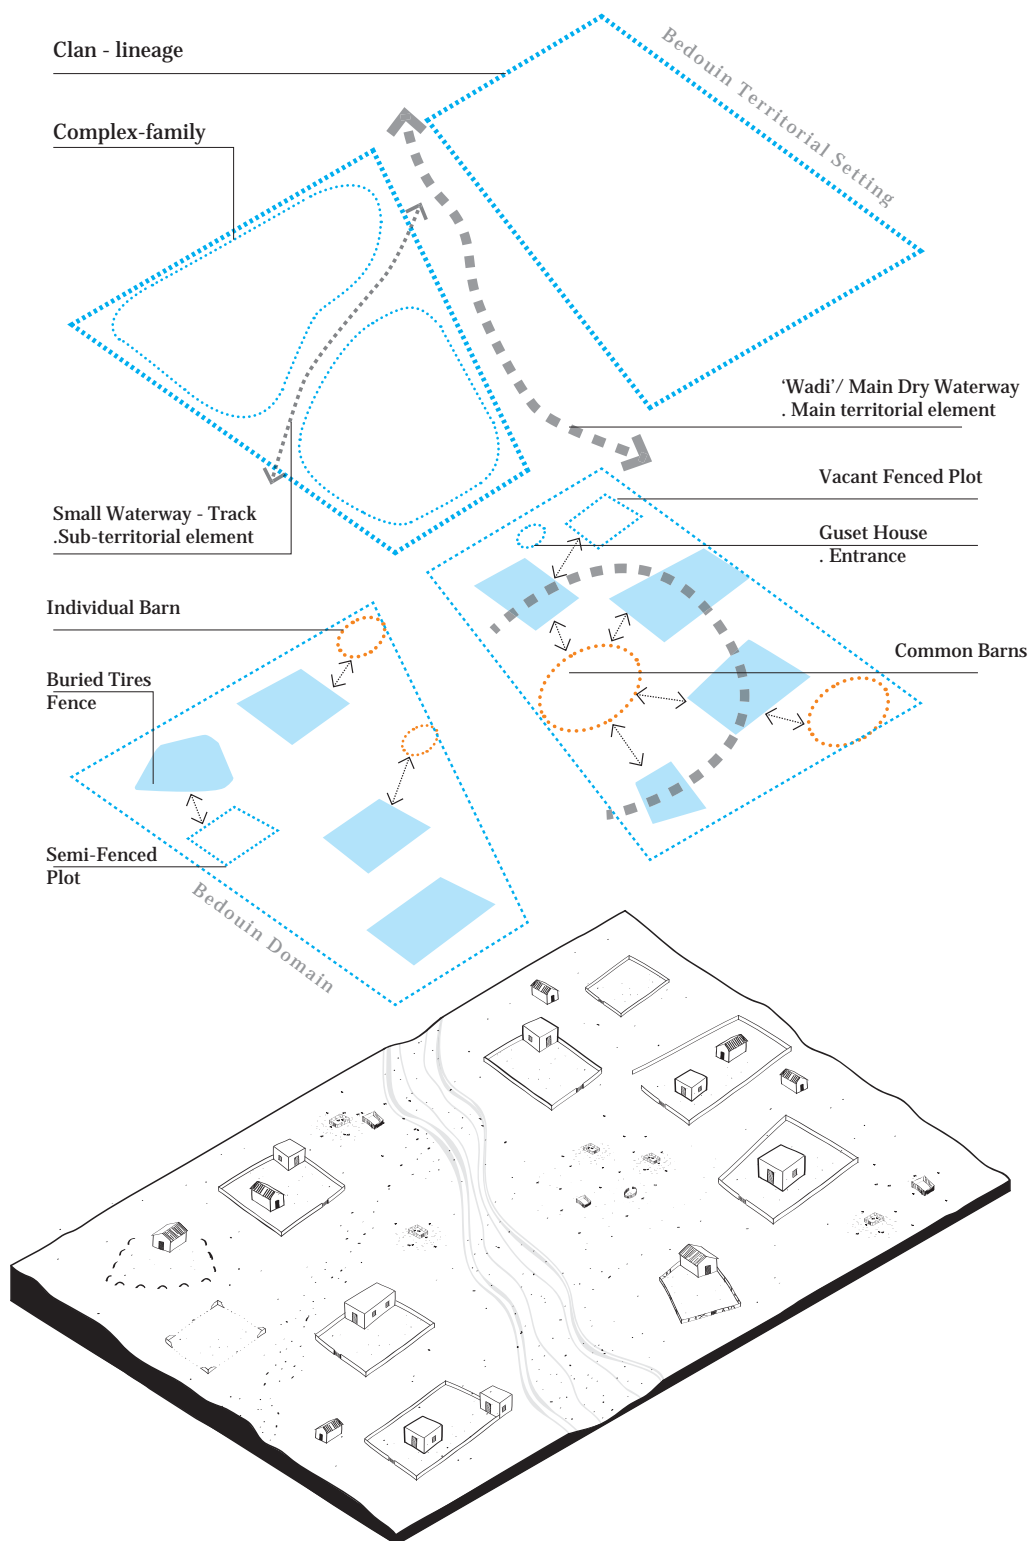 Clan - lineage
Bedouin Territorial Setting
Complex-family
‘Wadi’/ Main Dry Waterway
. Main territorial element
Vacant Fenced Plot
Small Waterway - Track
.Sub-territorial element
Guset House
. Entrance
Individual Barn
Common Barns
Buried Tires
Fence
Semi-Fenced
Plot
Bedouin Domain